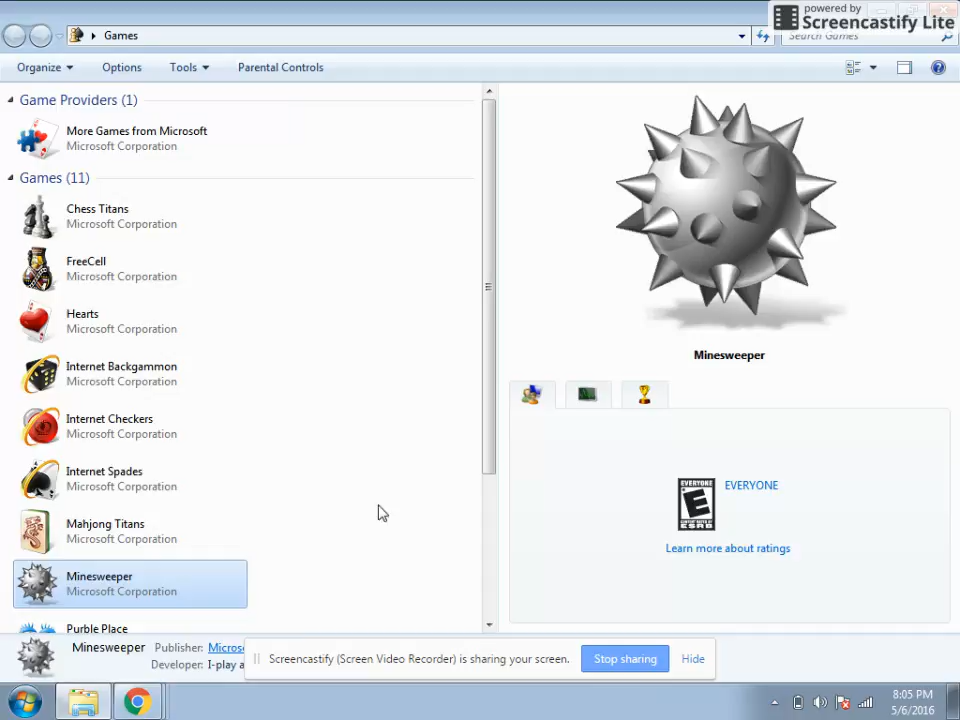 powered by
Screencastify Lite
Games
Search Games
Organize
Options
Tools
Parental Controls
Game Providers (1)
More Games from Microsoft
Microsoft Corporation
Games (11)
Chess Titans
Microsoft Corporation
FreeCell
Microsoft Corporation
Hearts
Microsoft Corporation
Internet Backgammon
Microsoft Corporation
Internet Checkers
Microsoft Corporation
Internet Spades
Microsoft Corporation
Mahjong Titans
Microsoft Corporation
Minesweeper
Microsoft Corporation
Purble Place
Minesweeper
EVERYONE
E
EVERYONE
Learn more about ratings
Minesweeper
Publisher: Micros
Developer: I-play a
Screencastify (Screen Video Recorder) is sharing your screen.
Stop sharing
Hide
8:05 PM
5/6/2016